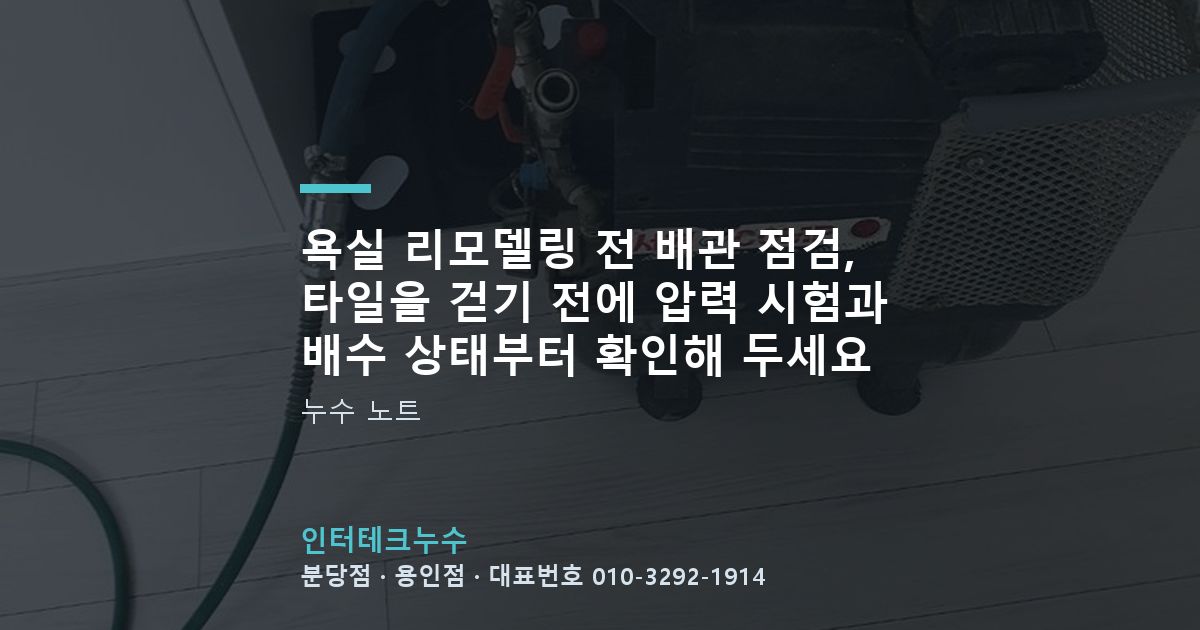 욕실 리모델링 전 배관 점검,
타일을 걷기 전에 압력 시험과
배수 상태부터 확인해 두세요
누수 노트
인터테크누수
분당점 · 용인점 · 대표번호 010-3292-1914